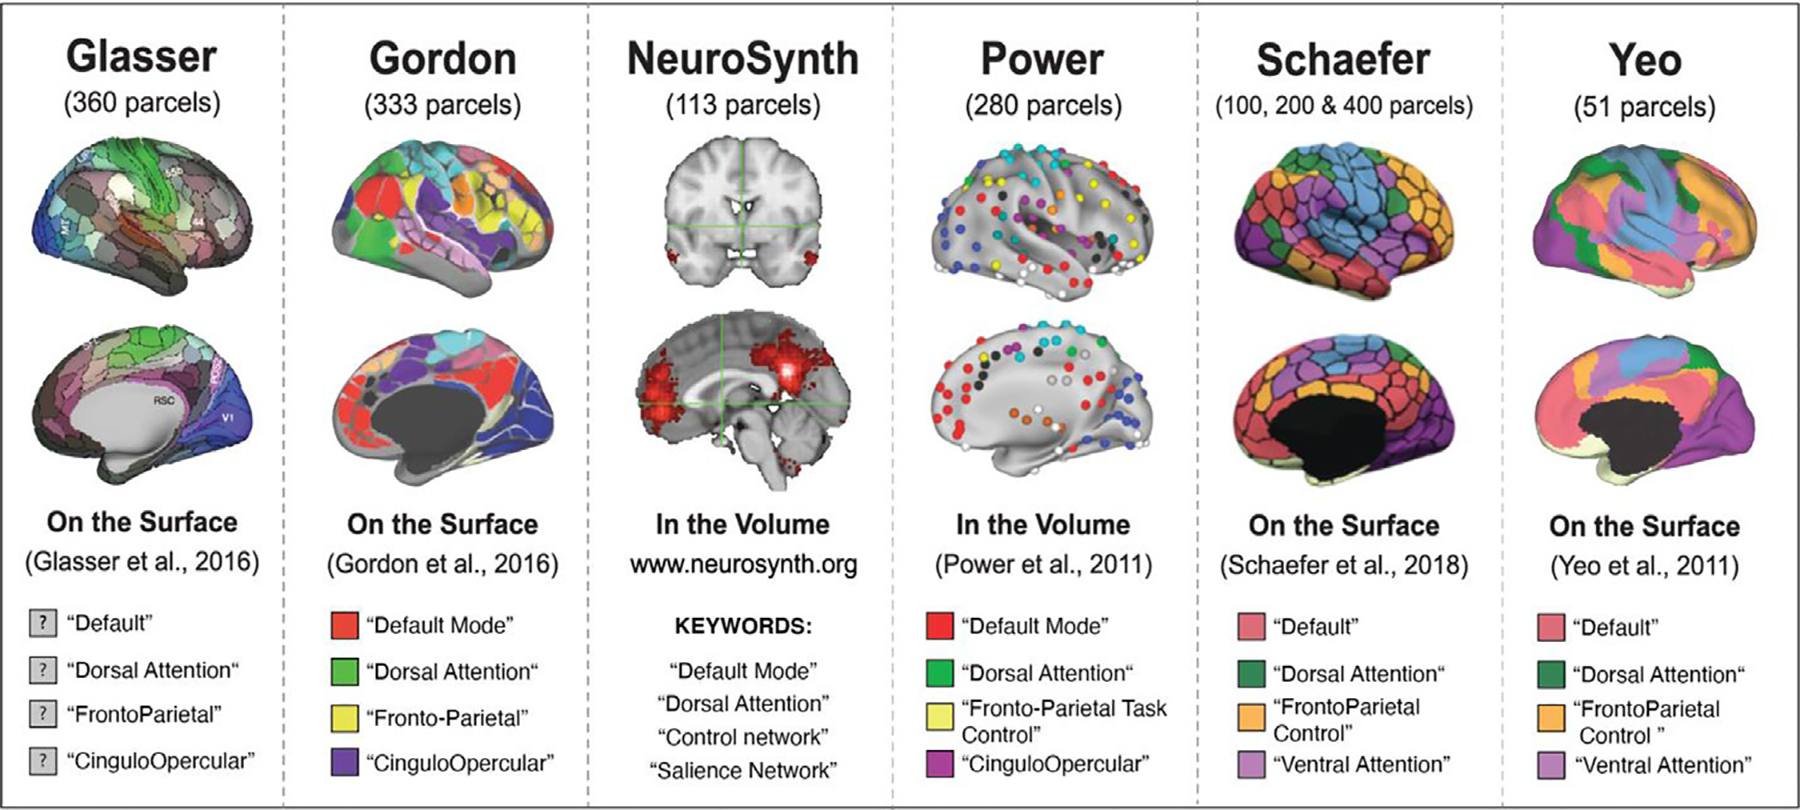 Glasser
(360 parcels)
RSC
V1
On the Surface
(Glasser et al., 2016)
? “Default”
? “Dorsal Attention“
? “FrontoParietal”
? “CinguloOpercular”
Gordon
(333 parcels)
On the Surface
(Gordon et al., 2016)
“Default Mode”
“Dorsal Attention“
“Fronto-Parietal”
“CinguloOpercular”
NeuroSynth
(113 parcels)
In the Volume
www.neurosynth.org
KEYWORDS:
“Default Mode”
“Dorsal Attention”
“Control network”
“Salience Network”
Power
(280 parcels)
In the Volume
(Power et al., 2011)
“Default Mode”
“Dorsal Attention“
“Fronto-Parietal Task
Control”
“CinguloOpercular”
Schaefer
(100, 200 & 400 parcels)
On the Surface
(Schaefer et al., 2018)
“Default”
“Dorsal Attention“
“FrontoParietal
Control”
“Ventral Attention”
Yeo
(51 parcels)
On the Surface
(Yeo et al., 2011)
“Default”
“Dorsal Attention“
“FrontoParietal
Control ”
“Ventral Attention”